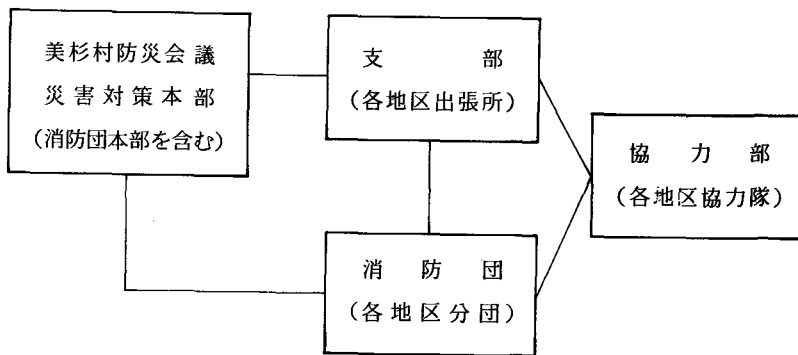 美杉村防災会議
災害対策本部
(消防団本部を含む)
支部
(各地区出張所)
消防団
(各地区分団)
協力部
(各地区協力隊)